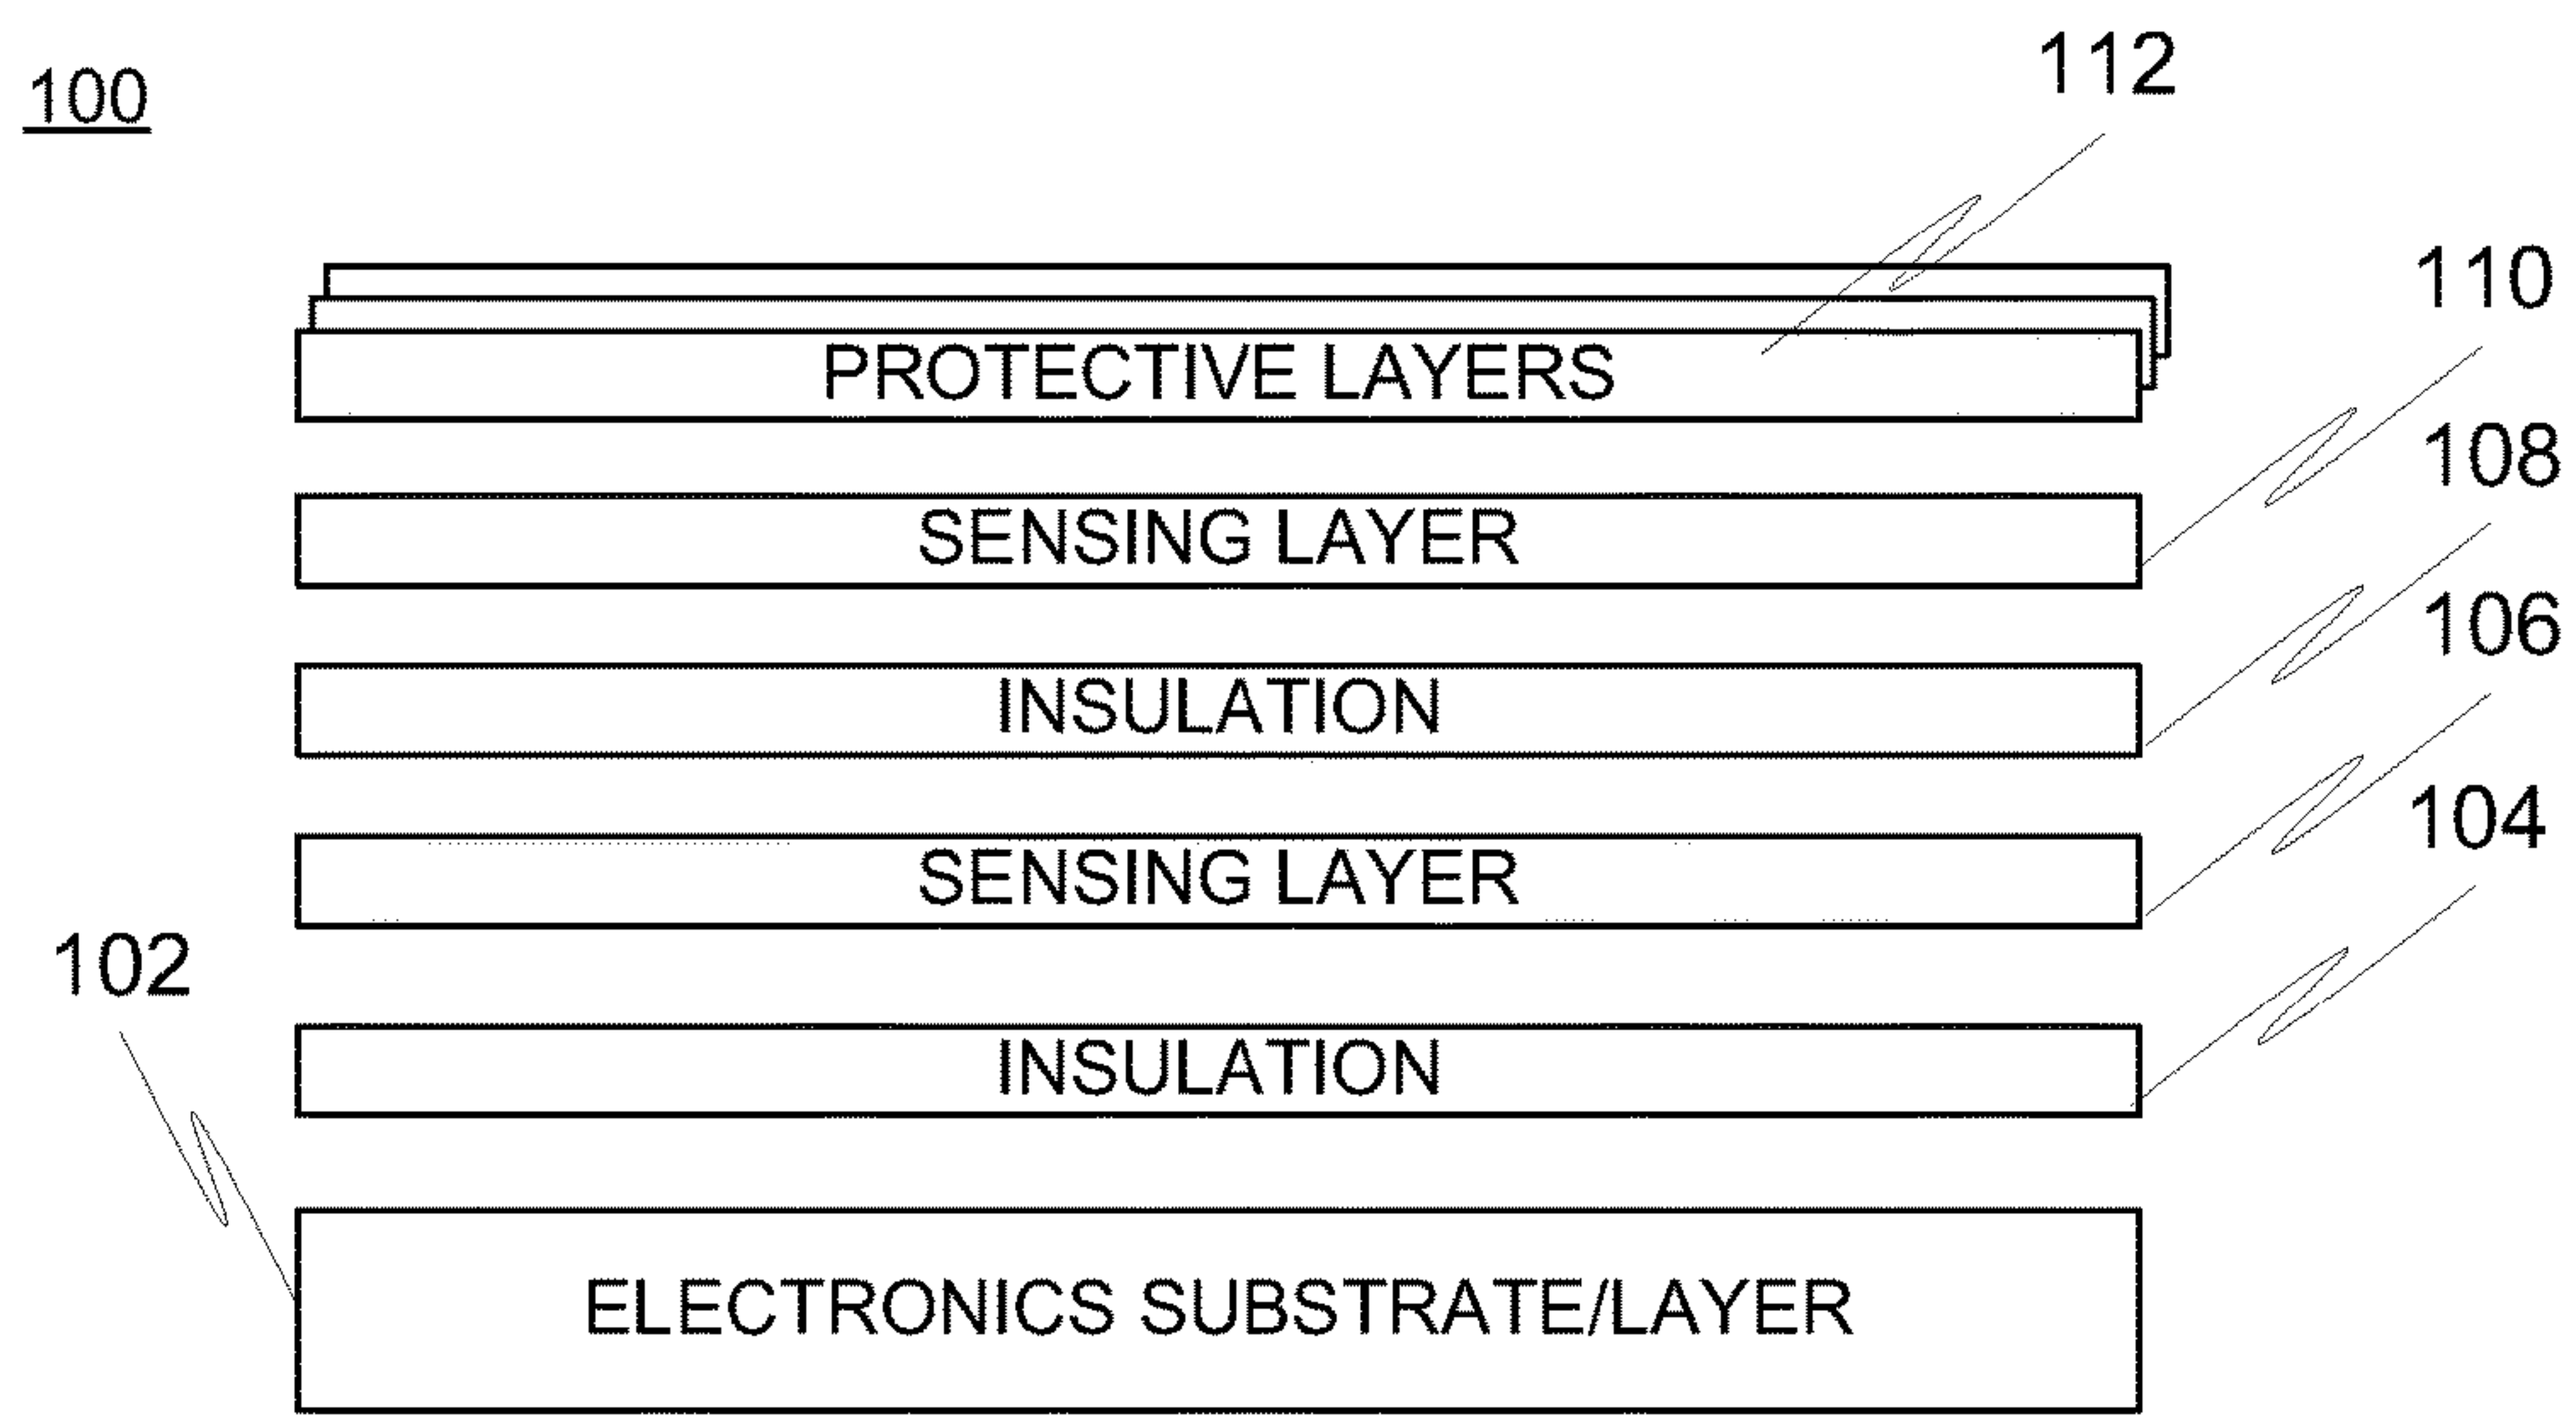 112
100
110
PROTECTIVE LAYERS
108
SENSING LAYER
106
INSULATION
104
SENSING LAYER
102
INSULATION
ELECTRONICS SUBSTRATE/LAYER